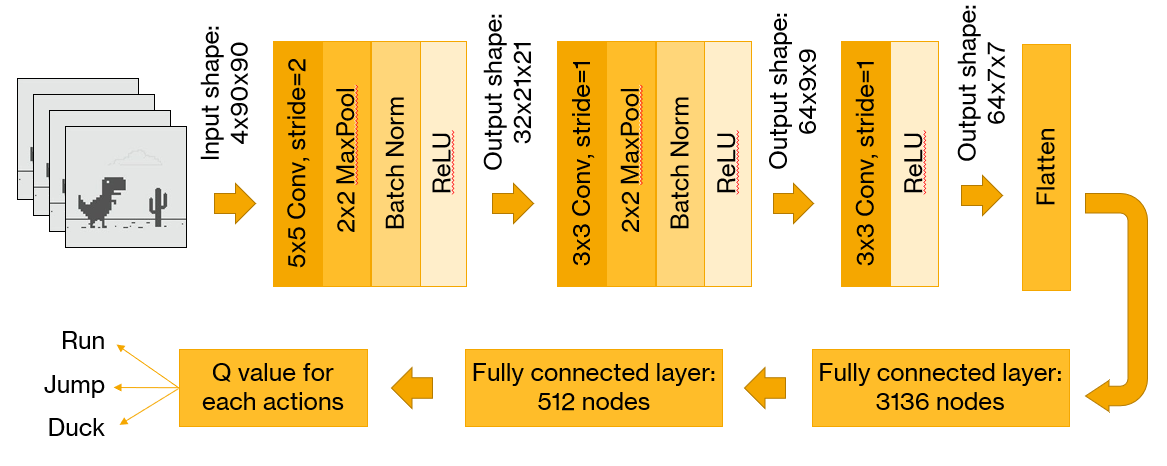 Input shape:
4x90x90
5x5 Conv, stride=2
2x2 MaxPool
Batch Norm
ReLU
Output shape:
32x21x21
3x3 Conv, stride=1
2x2 MaxPool
Batch Norm
ReLU
Output shape:
64x9x9
3x3 Conv, stride=1
ReLU
Output shape:
64x7x7
Flatten
Fully connected layer:
3136 nodes
Fully connected layer:
512 nodes
Q value for
each actions
Run
Jump
Duck